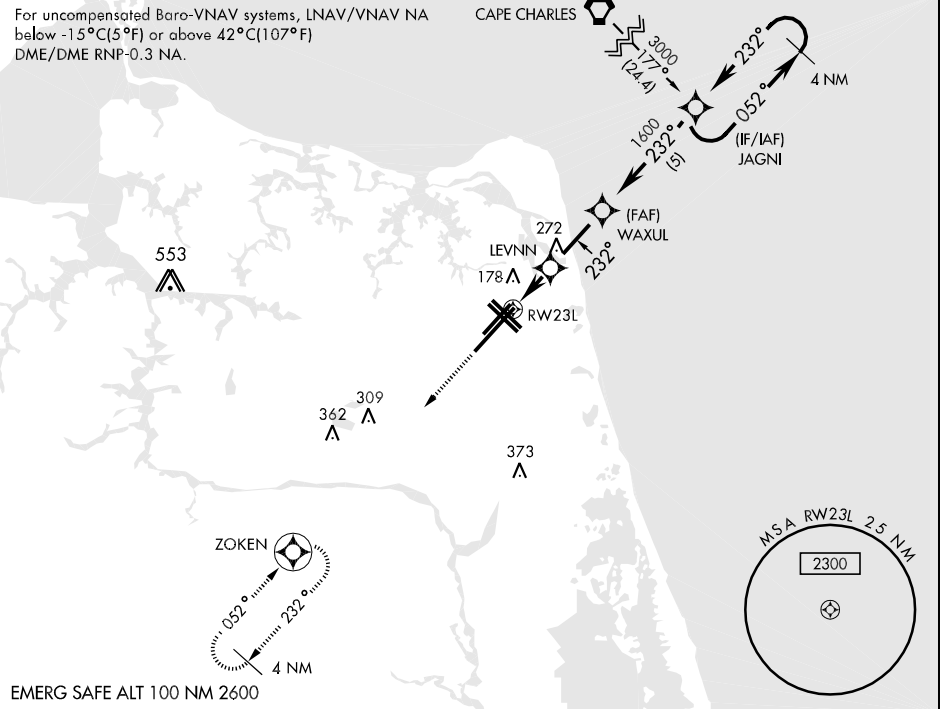 For uncompensated Baro-VNAV systems, LNAV/VNAV NA
below -15°C(5°F) or above 42°C(107°F)
DME/DME RNP-0.3 NA.
CAPE CHARLES
3000
177°
(24.4)
232°
052°
4 NM
(IF/IAF)
JAGNI
1600
232°
(5)
(FAF)
WAXUL
272
LEVNN
232°
178
553
RW23L
309
362
373
MSA RW23L 25 NM
2300
ZOKEN
052°
232°
4 NM
EMERG SAFE ALT 100 NM 2600